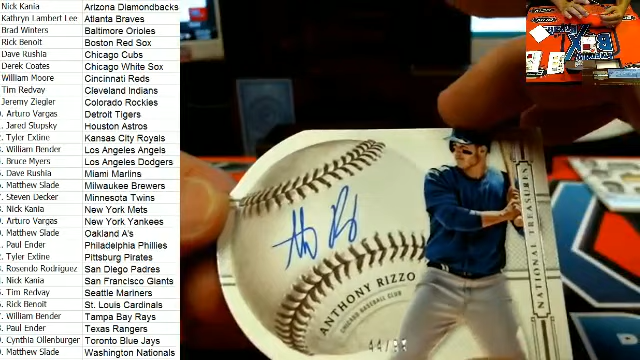 Nick Kania Arizona Diamondbacks
Kathryn Lambert Lee Atlanta Braves
Brad Winters Baltimore Orioles
Rick Benoit Boston Red Sox
Dave Rushia Chicago Cubs
Derek Coates Chicago White Sox
William Moore Cincinnati Reds
Tim Redvay Cleveland Indians
Jeremy Ziegler Colorado Rockies
Arturo Vargas Detroit Tigers
Jared Stupsky Houston Astros
Tyler Extine Kansas City Royals
William Bender Los Angeles Angels
Bruce Myers Los Angeles Dodgers
Dave Rushia Miami Marlins
Matthew Slade Milwaukee Brewers
Steven Decker Minnesota Twins
Nick Kania New York Mets
Arturo Vargas New York Yankees
Matthew Slade Oakland A's
Paul Ender Philadelphia Phillies
Tyler Extine Pittsburg Pirates
Rosendo Rodriguez San Diego Padres
Nick Kania San Francisco Giants
Tim Redvay Seattle Mariners
Rick Benoit St. Louis Cardinals
William Bender Tampa Bay Rays
Paul Ender Texas Rangers
Cynthia Ollenburger Toronto Blue Jays
Matthew Slade Washington Nationals
ANTHONY RIZZO
CHICAGO BASEBALL CLUB
NATIONAL TREASURES